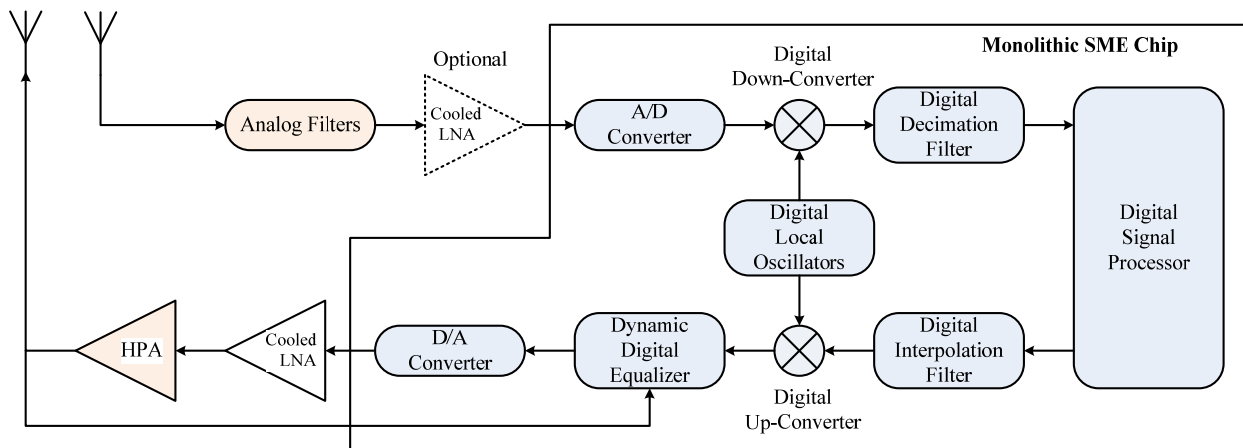 Monolithic SME Chip
Optional
Digital
Down-Converter
Analog Filters
Cooled
LNA
A/D
Converter
Digital
Decimation
Filter
Digital
Local
Oscillators
Digital
Signal
Processor
HPA
Cooled
LNA
D/A
Converter
Dynamic
Digital
Equalizer
Digital
Interpolation
Filter
Digital
Up-Converter